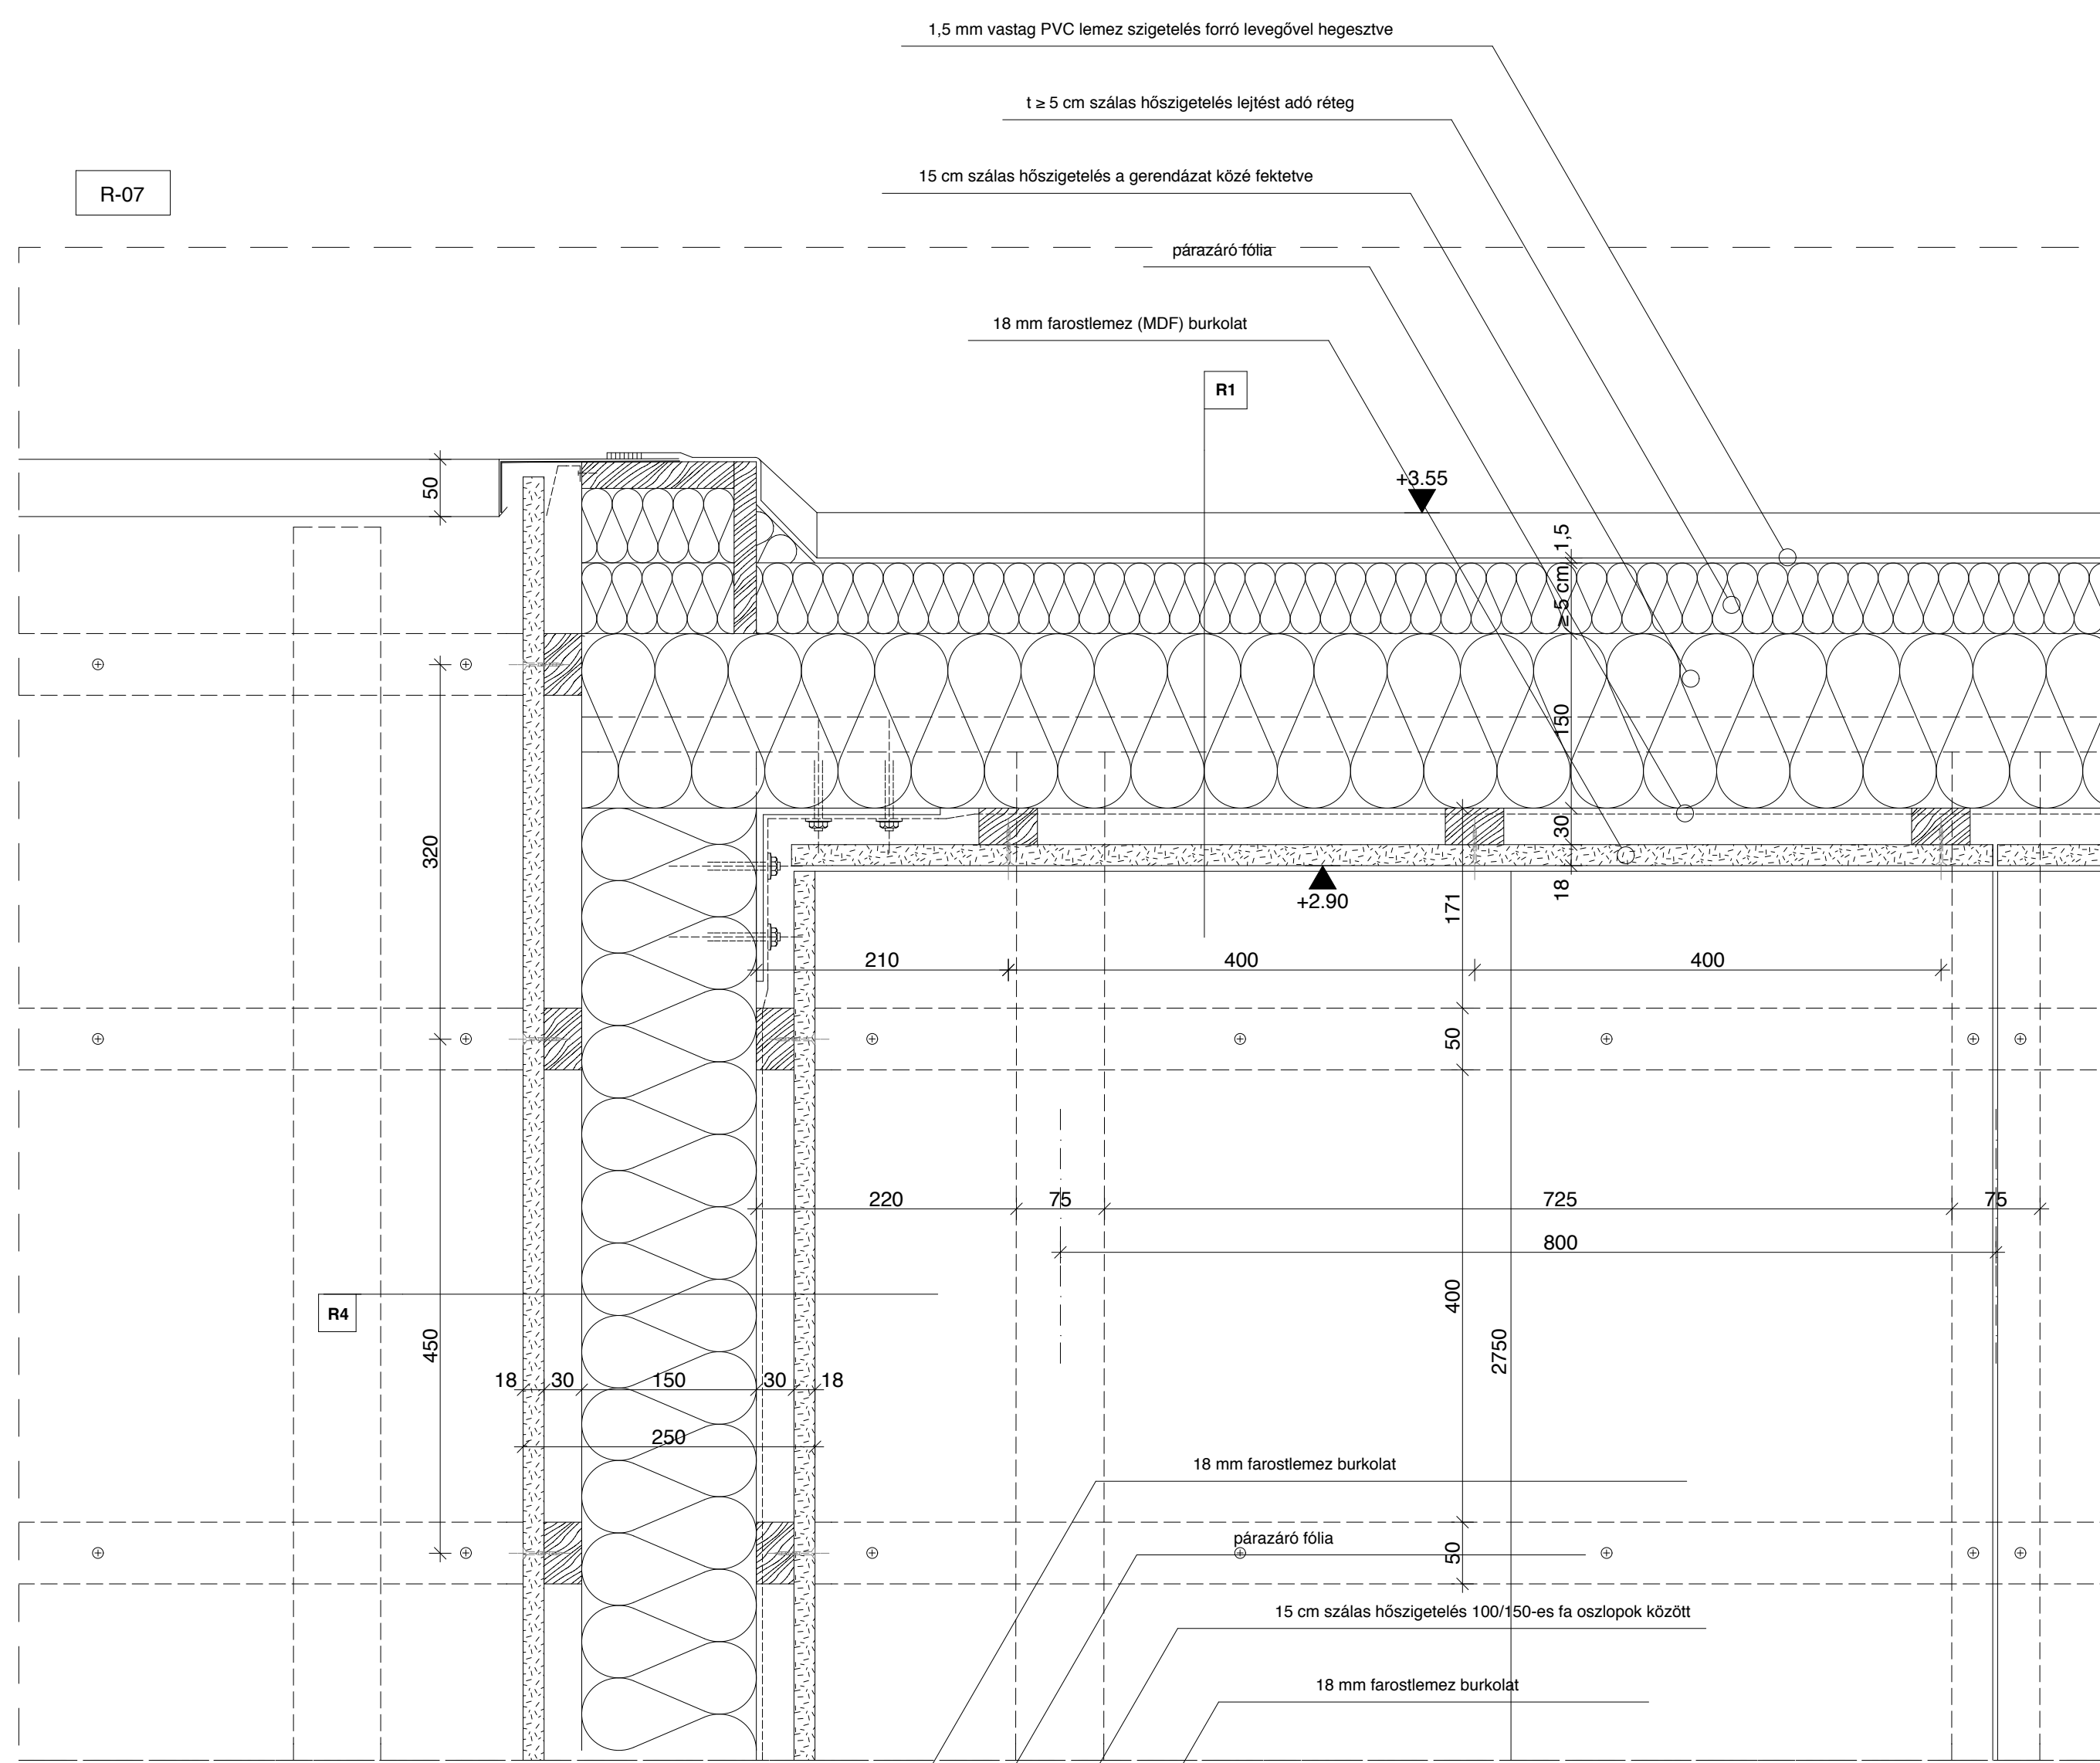 1,5 mm vastag PVC lemez szigetelés forró levegővel hegesztve
t ≥ 5 cm szálas hőszigetelés lejtést adó réteg
15 cm szálas hőszigetelés a gerendázat közé fektetve
R-07
párazáró fólia
18 mm farostlemez (MDF) burkolat
R1
+3.55
50
1,5
≥5 cm
150
30
18
320
+2.90
171
210
400
400
50
220
75
725
75
800
R4
450
400
2750
18
30
150
30
18
250
18 mm farostlemez burkolat
párazáró fólia
50
15 cm szálas hőszigetelés 100/150-es fa oszlopok között
18 mm farostlemez burkolat